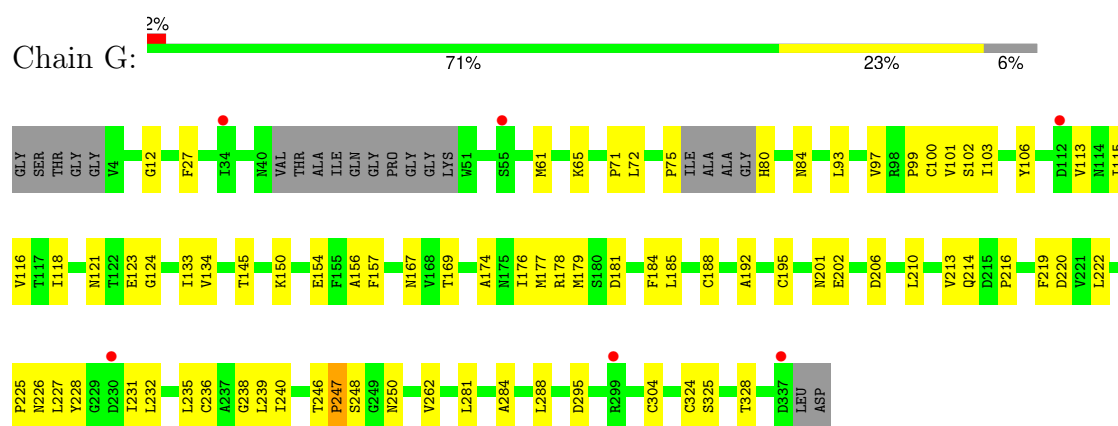 2%
Chain G:
71% 23% 6%
GLY SER THR GLY GLY V4 G12 F27 I34 N40 VAL THR ALA ILE GLN GLY PRO GLY GLY LYS W51 S55 M61 K65 P71 L72 P75 ILE ALA ALA GLY H80 N84 L93 V97 R98 P99 C100 V101 S102 I103 Y106 D112 V113 N114 I115
V116 T117 I118 N121 T122 E123 G124 I133 V134 T145 K150 E154 F155 A156 F157 N167 V168 T169 A174 N175 I176 M177 R178 M179 S180 D181 F184 L185 C188 A192 C195 N201 E202 D206 L210 V213 Q214 D215 P216 F219 D220 V221 L222
P225 N226 L227 Y228 G229 D230 I231 L232 L235 C236 A237 G238 L239 I240 T246 P247 S248 G249 N250 V262 L281 A284 L288 D295 R299 C304 C324 S325 T328 D337 LEU ASP